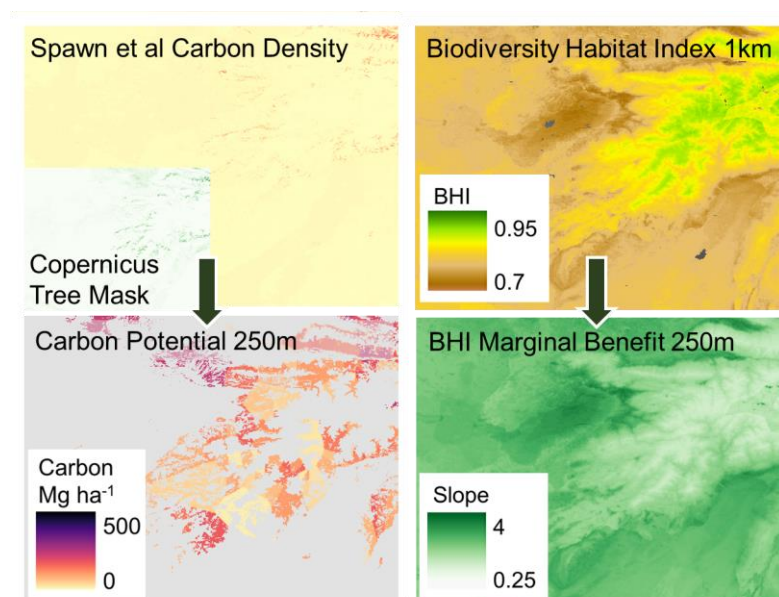 Spawn et al Carbon Density
Copernicus
Tree Mask
Biodiversity Habitat Index 1km
BHI
0.95
0.7
Carbon Potential 250m
Carbon
Mg ha⁻¹
500
0
BHI Marginal Benefit 250m
Slope
4
0.25